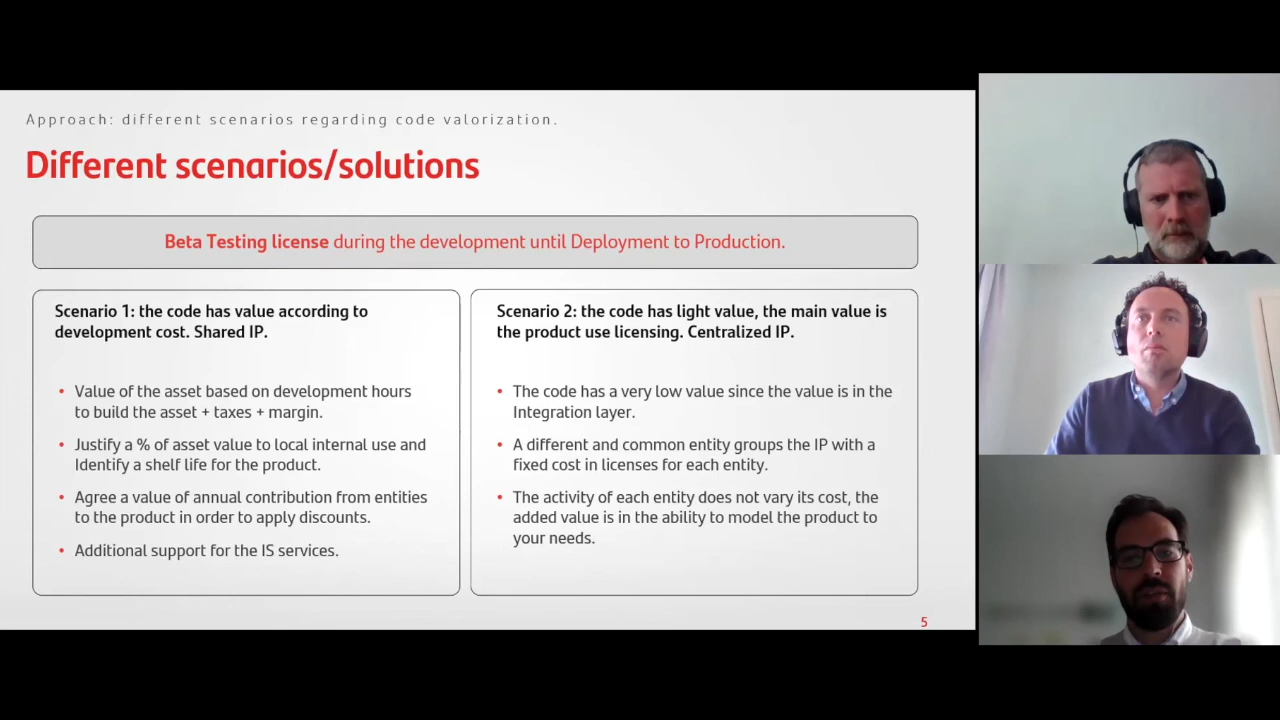 Approach: different scenarios regarding code valorization.
Different scenarios/solutions
Beta Testing license during the development until Deployment to Production.
Scenario 1: the code has value according to
development cost. Shared IP.
• Value of the asset based on development hours
to build the asset + taxes + margin.
• Justify a % of asset value to local internal use and
Identify a shelf life for the product.
• Agree a value of annual contribution from entities
to the product in order to apply discounts.
• Additional support for the IS services.
Scenario 2: the code has light value, the main value is
the product use licensing. Centralized IP.
• The code has a very low value since the value is in the
Integration layer.
• A different and common entity groups the IP with a
fixed cost in licenses for each entity.
• The activity of each entity does not vary its cost, the
added value is in the ability to model the product to
your needs.
5